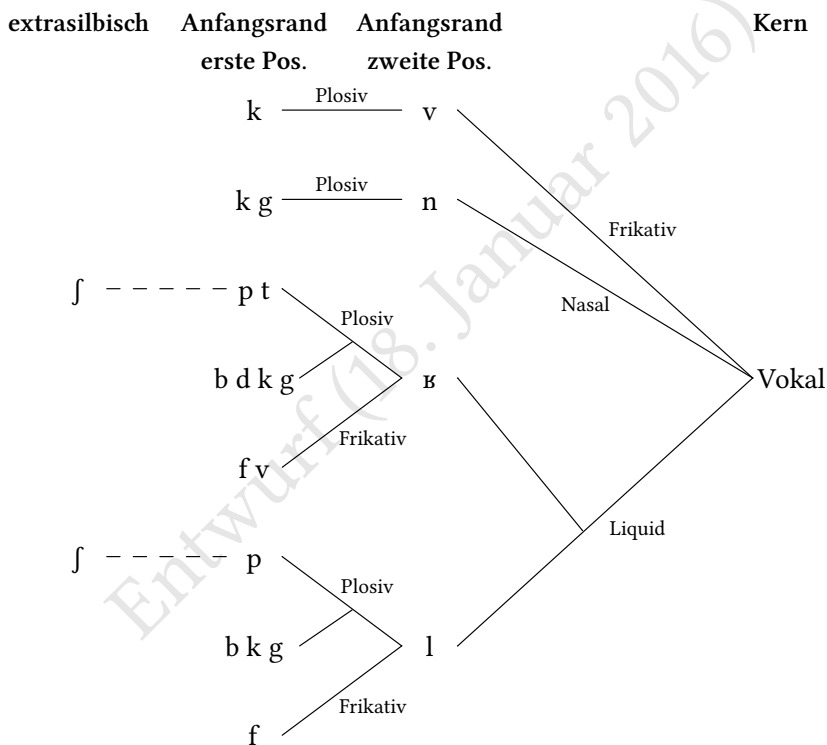 extrasilbisch Anfangsrand Anfangsrand Kern
erste Pos. zweite Pos.
k Plosiv v
k g Plosiv n
Frikativ
ʃ p t
Nasal
Plosiv
b d k g ʁ Vokal
Frikativ
f v
Liquid
ʃ p
Plosiv
b k g l
Frikativ
f
Entwurf (18. Januar 2016)